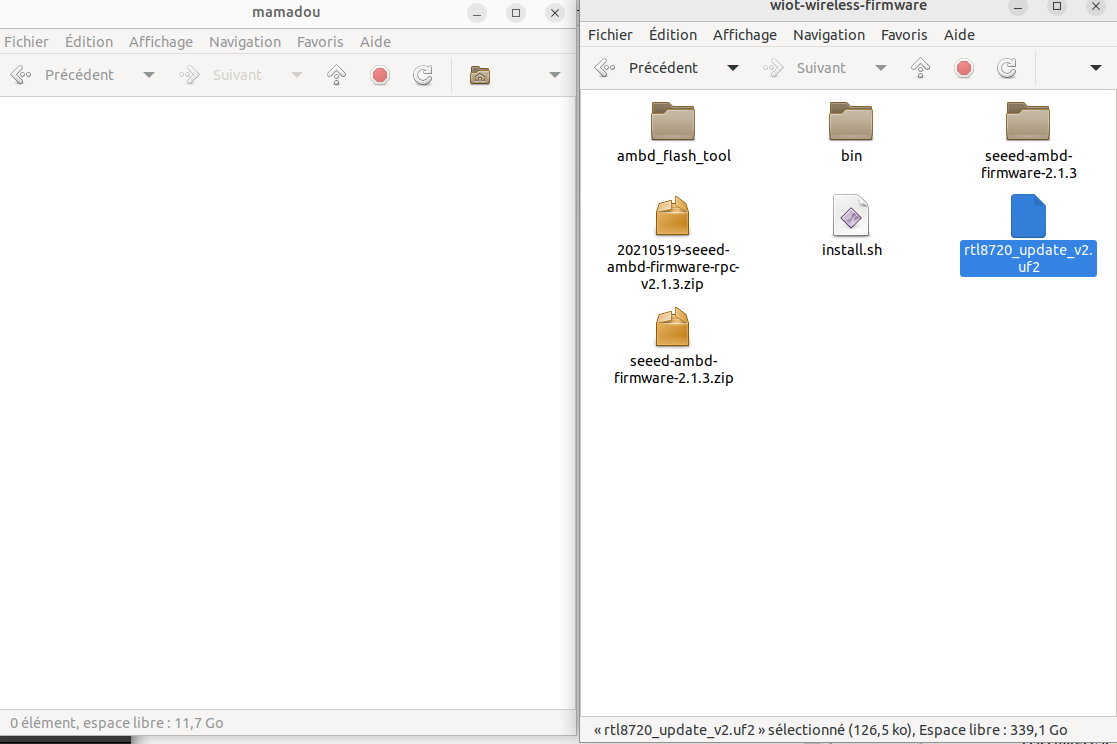 mamadou
Fichier Édition Affichage Navigation Favoris Aide
Précédent Suivant
0 élément, espace libre : 11,7 Go
wiot-wireless-firmware
Fichier Édition Affichage Navigation Favoris Aide
Précédent Suivant
ambd_flash_tool
bin
seeed-ambd-
firmware-2.1.3
20210519-seeed-
ambd-firmware-rpc-
v2.1.3.zip
install.sh
rtl8720_update_v2.
uf2
seeed-ambd-
firmware-2.1.3.zip
« rtl8720_update_v2.uf2 » sélectionné (126,5 ko), Espace libre : 339,1 Go